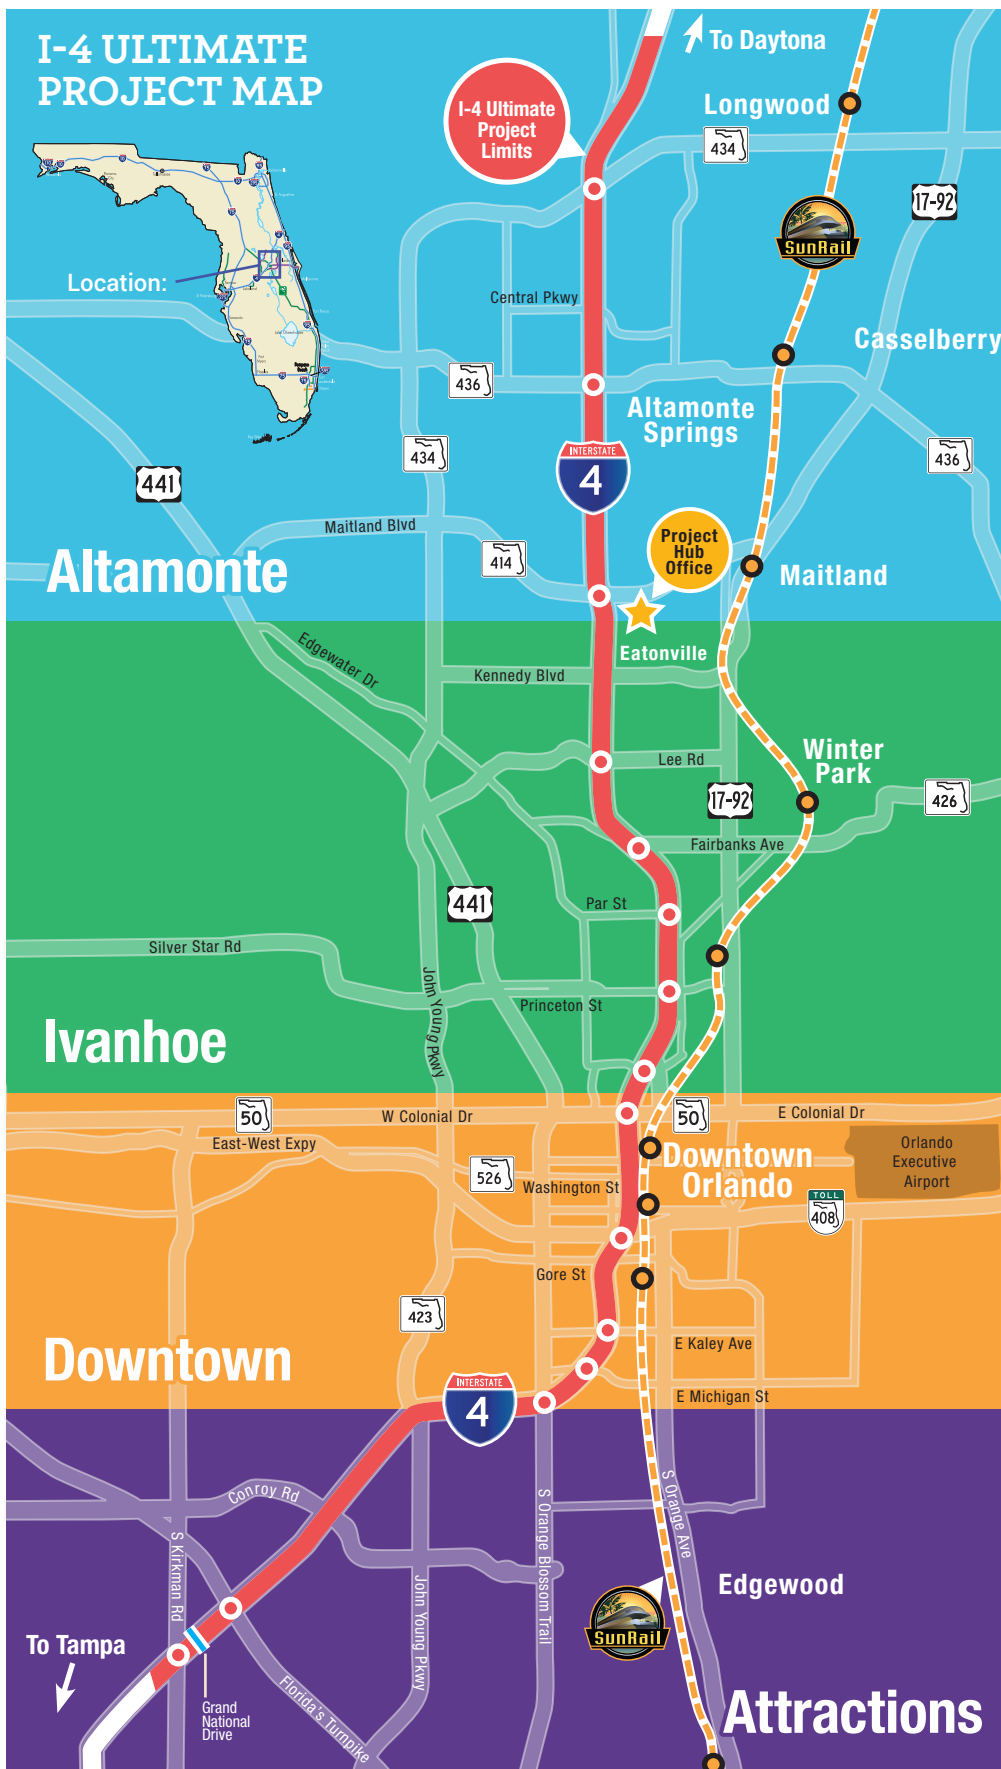 I-4 ULTIMATE
PROJECT MAP
To Daytona
I-4 Ultimate
Project
Limits
Longwood
434
17-92
SunRail
Location:
Central Pkwy
Casselberry
436
Altamonte
Springs
434
436
441
INTERSTATE
4
Maitland Blvd
414
Project
Hub
Office
Altamonte
Maitland
Eatonville
Edgewater Dr
Kennedy Blvd
Winter
Park
Lee Rd
17-92
426
Fairbanks Ave
441
Par St
Silver Star Rd
John Young Pkwy
Princeton St
Ivanhoe
50
W Colonial Dr
50
E Colonial Dr
East-West Expy
Orlando
Executive
Airport
Downtown
Orlando
526
Washington St
TOLL
408
Gore St
423
E Kaley Ave
Downtown
INTERSTATE
4
E Michigan St
Conroy Rd
S Kirkman Rd
S Orange Blossom Trail
S Orange Ave
John Young Pkwy
Edgewood
SunRail
To Tampa
Grand
National
Drive
Florida's Turnpike
Attractions